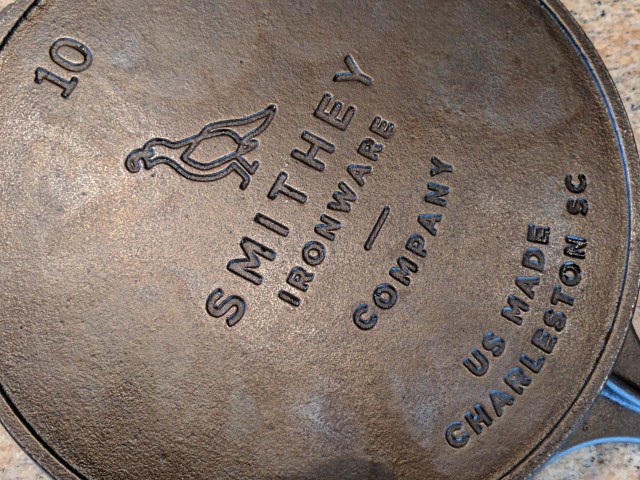 10
SMITHEY
IRONWARE
COMPANY
US MADE
CHARLESTON SC